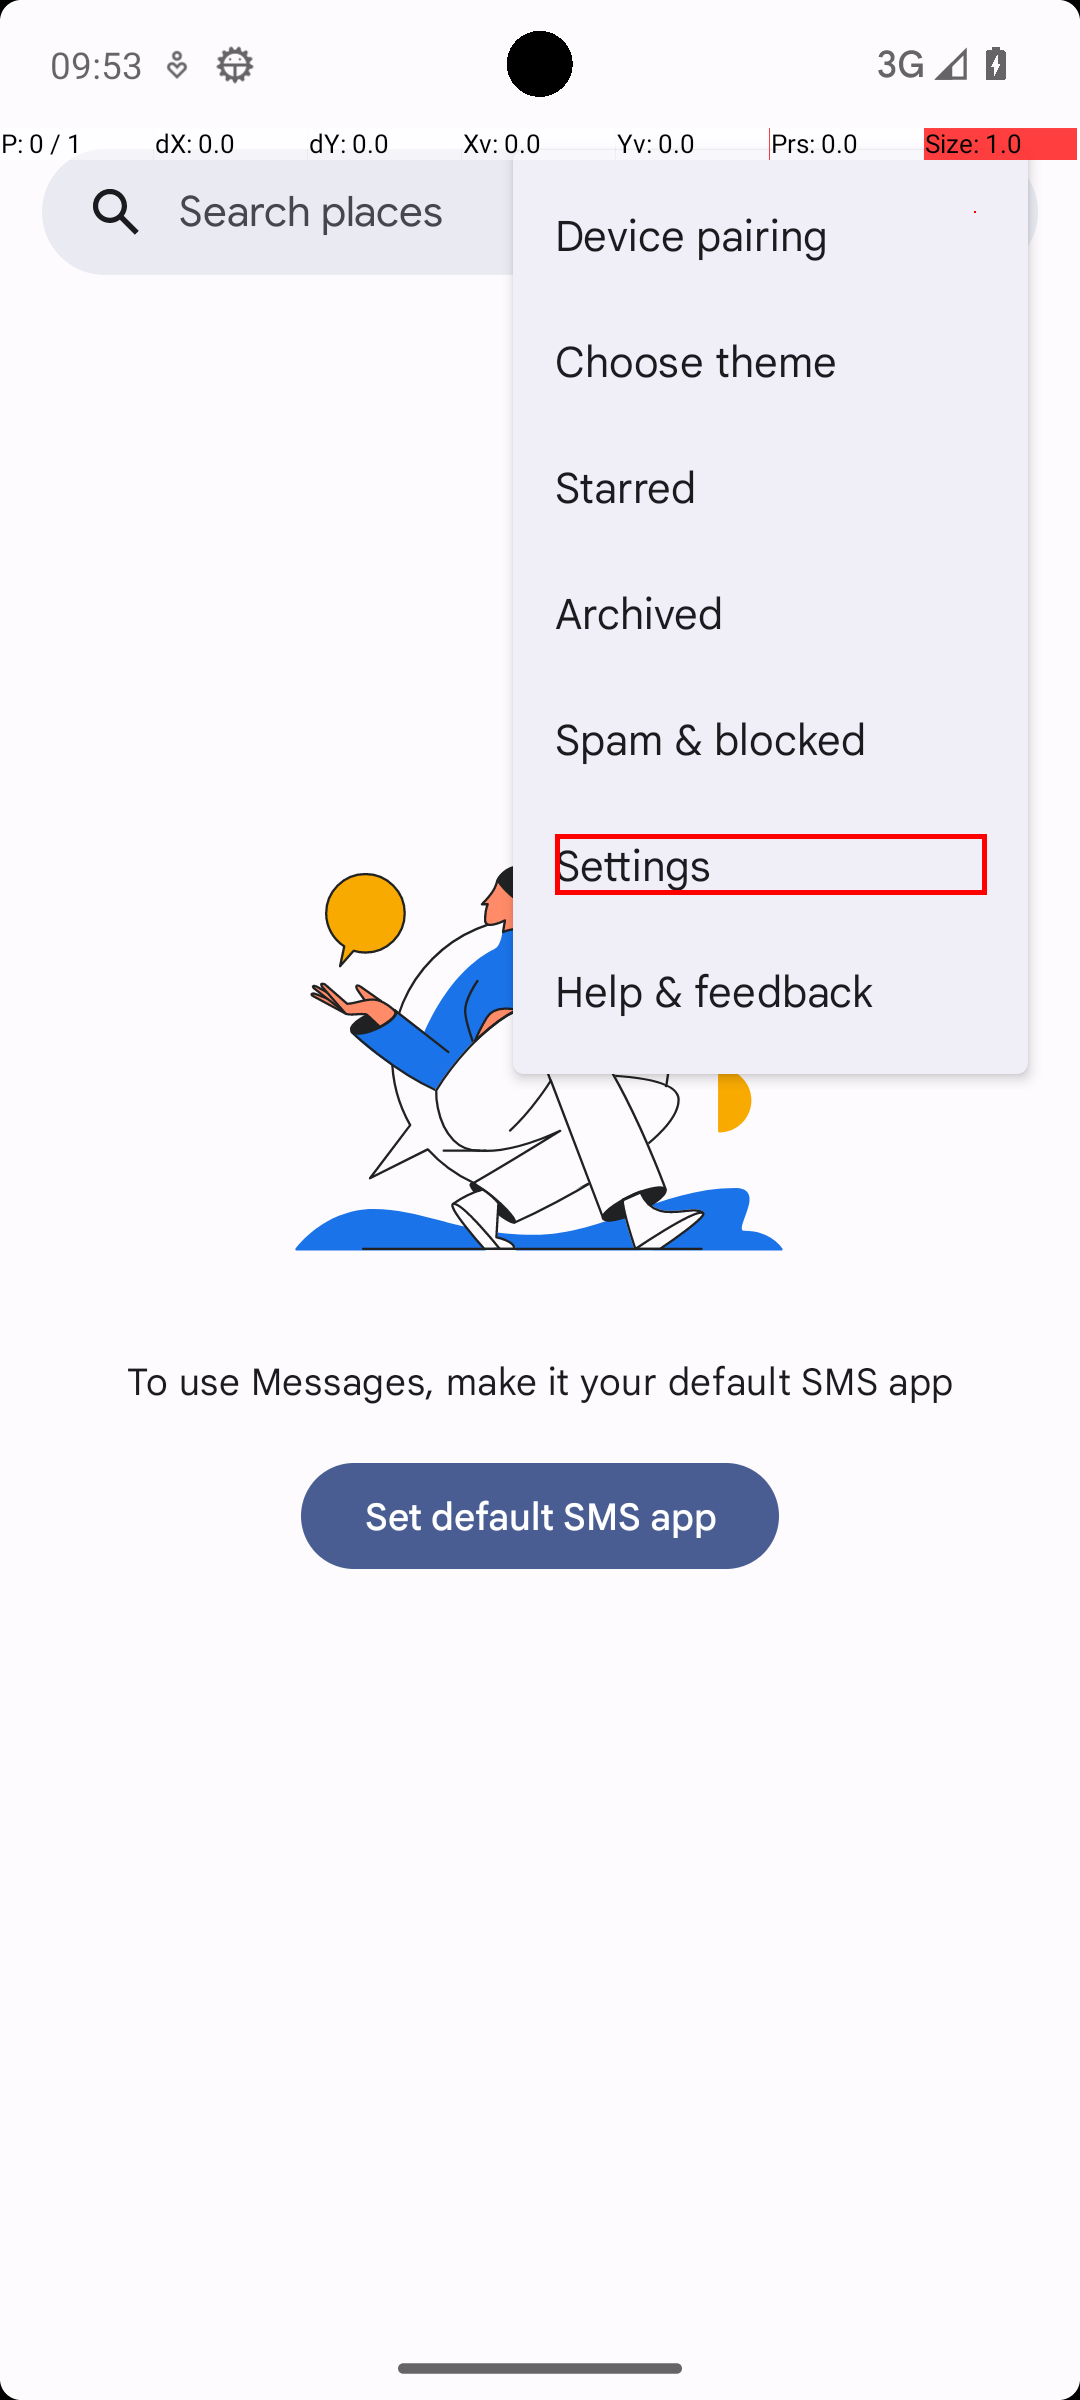 09:53
3G
P: 0 / 1
dX: 0.0
dY: 0.0
Xv: 0.0
Yv: 0.0
Prs: 0.0
Size: 1.0
Search places
Device pairing
Choose theme
Starred
Archived
Spam & blocked
Settings
Help & feedback
To use Messages, make it your default SMS app
Set default SMS app